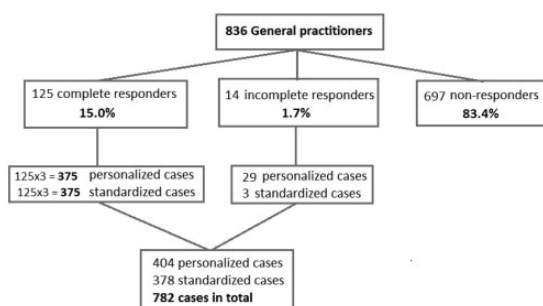 836 General practitioners
125 complete responders
15.0%
14 incomplete responders
1.7%
697 non-responders
83.4%
125x3 = 375 personalized cases
125x3 = 375 standardized cases
29 personalized cases
3 standardized cases
404 personalized cases
378 standardized cases
782 cases in total